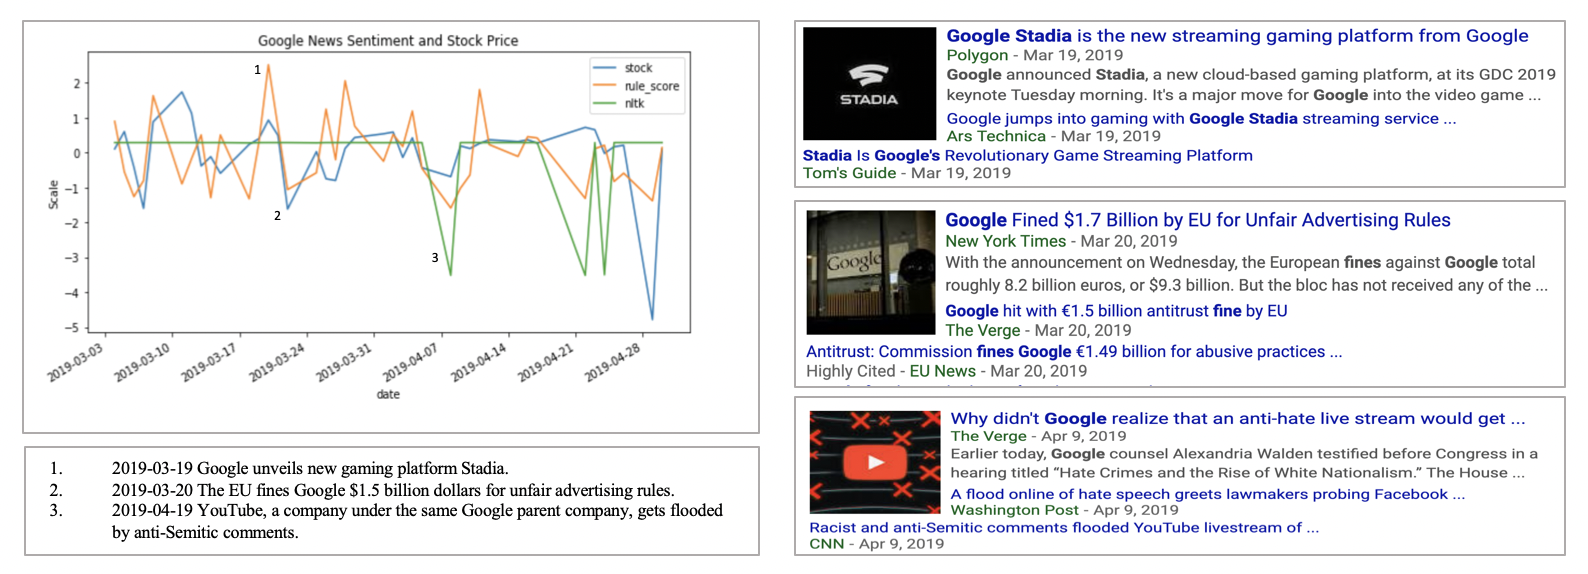 Google News Sentiment and Stock Price
stock
rule_score
nltk
1
2
3
2
1
0
−1
−2
−3
−4
−5
Scale
2019-03-03
2019-03-10
2019-03-17
2019-03-24
2019-03-31
2019-04-07
2019-04-14
2019-04-21
2019-04-28
date
1. 2019-03-19 Google unveils new gaming platform Stadia.
2. 2019-03-20 The EU fines Google $1.5 billion dollars for unfair advertising rules.
3. 2019-04-19 YouTube, a company under the same Google parent company, gets flooded
by anti-Semitic comments.
STADIA
Google Stadia is the new streaming gaming platform from Google
Polygon - Mar 19, 2019
Google announced Stadia, a new cloud-based gaming platform, at its GDC 2019
keynote Tuesday morning. It's a major move for Google into the video game ...
Google jumps into gaming with Google Stadia streaming service ...
Ars Technica - Mar 19, 2019
Stadia Is Google's Revolutionary Game Streaming Platform
Tom's Guide - Mar 19, 2019
Google
Google Fined $1.7 Billion by EU for Unfair Advertising Rules
New York Times - Mar 20, 2019
With the announcement on Wednesday, the European fines against Google total
roughly 8.2 billion euros, or $9.3 billion. But the bloc has not received any of the ...
Google hit with €1.5 billion antitrust fine by EU
The Verge - Mar 20, 2019
Antitrust: Commission fines Google €1.49 billion for abusive practices ...
Highly Cited - EU News - Mar 20, 2019
Why didn't Google realize that an anti-hate live stream would get ...
The Verge - Apr 9, 2019
Earlier today, Google counsel Alexandria Walden testified before Congress in a
hearing titled “Hate Crimes and the Rise of White Nationalism.” The House ...
A flood online of hate speech greets lawmakers probing Facebook ...
Washington Post - Apr 9, 2019
Racist and anti-Semitic comments flooded YouTube livestream of ...
CNN - Apr 9, 2019